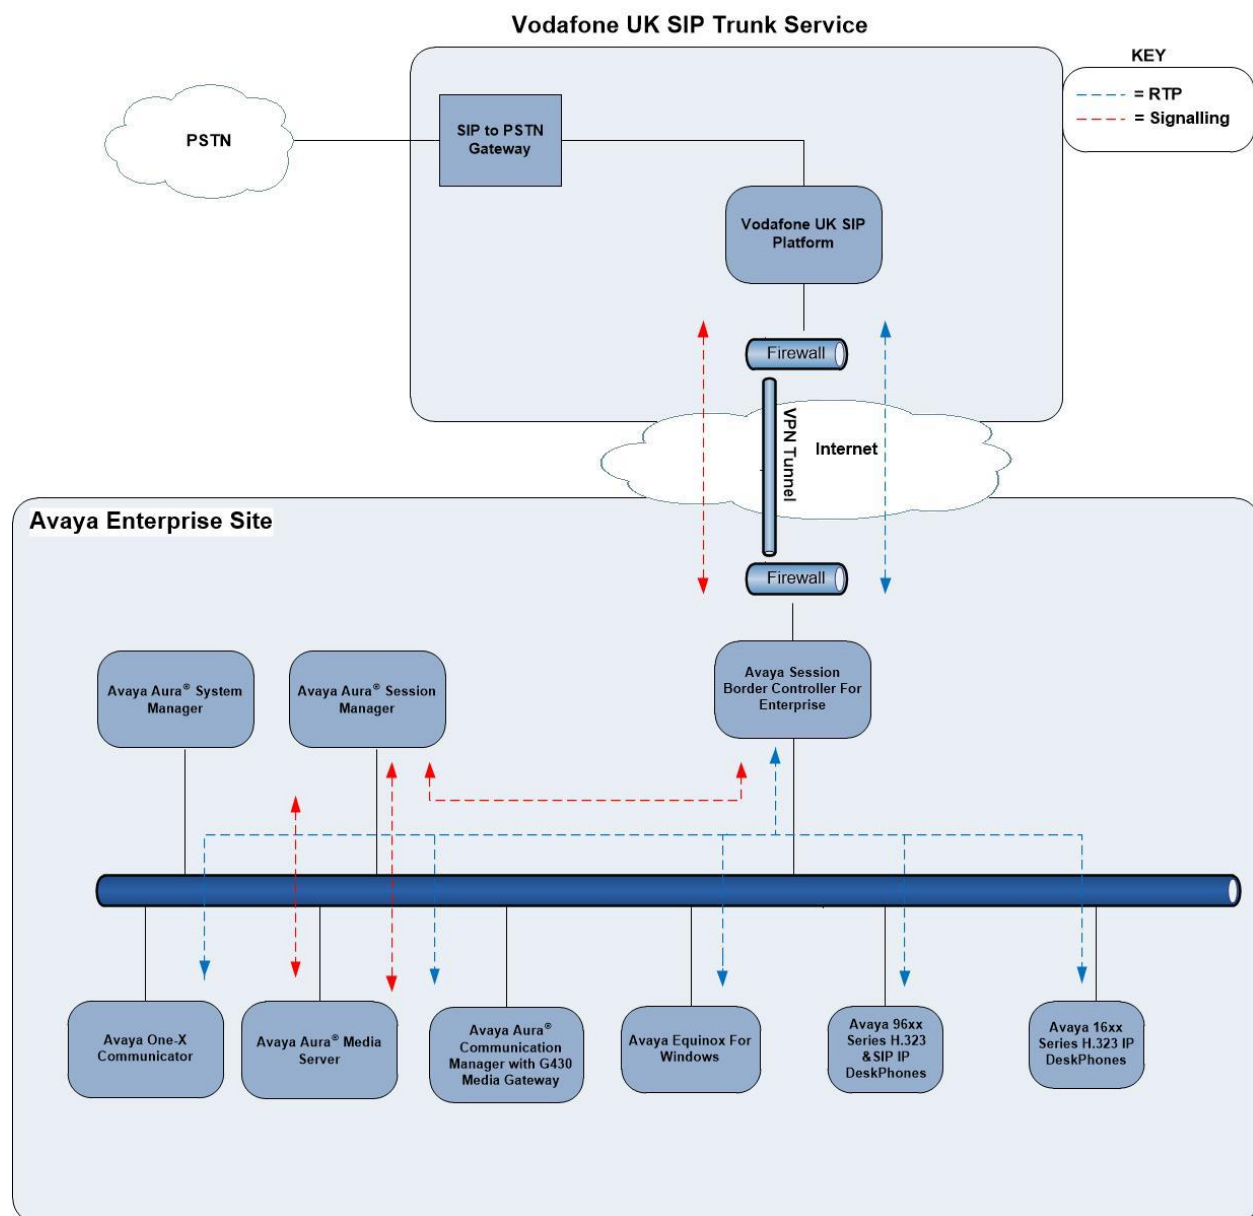 Vodafone UK SIP Trunk Service
KEY
= RTP
= Signalling
PSTN
SIP to PSTN
Gateway
Vodafone UK SIP
Platform
Firewall
VPN Tunnel
Internet
Avaya Enterprise Site
Firewall
Avaya Aura® System
Manager
Avaya Aura® Session
Manager
Avaya Session
Border Controller For
Enterprise
Avaya One-X
Communicator
Avaya Aura® Media
Server
Avaya Aura®
Communication
Manager with G430
Media Gateway
Avaya Equinox For
Windows
Avaya 96xx
Series H.323
&SIP IP
DeskPhones
Avaya 16xx
Series H.323 IP
DeskPhones